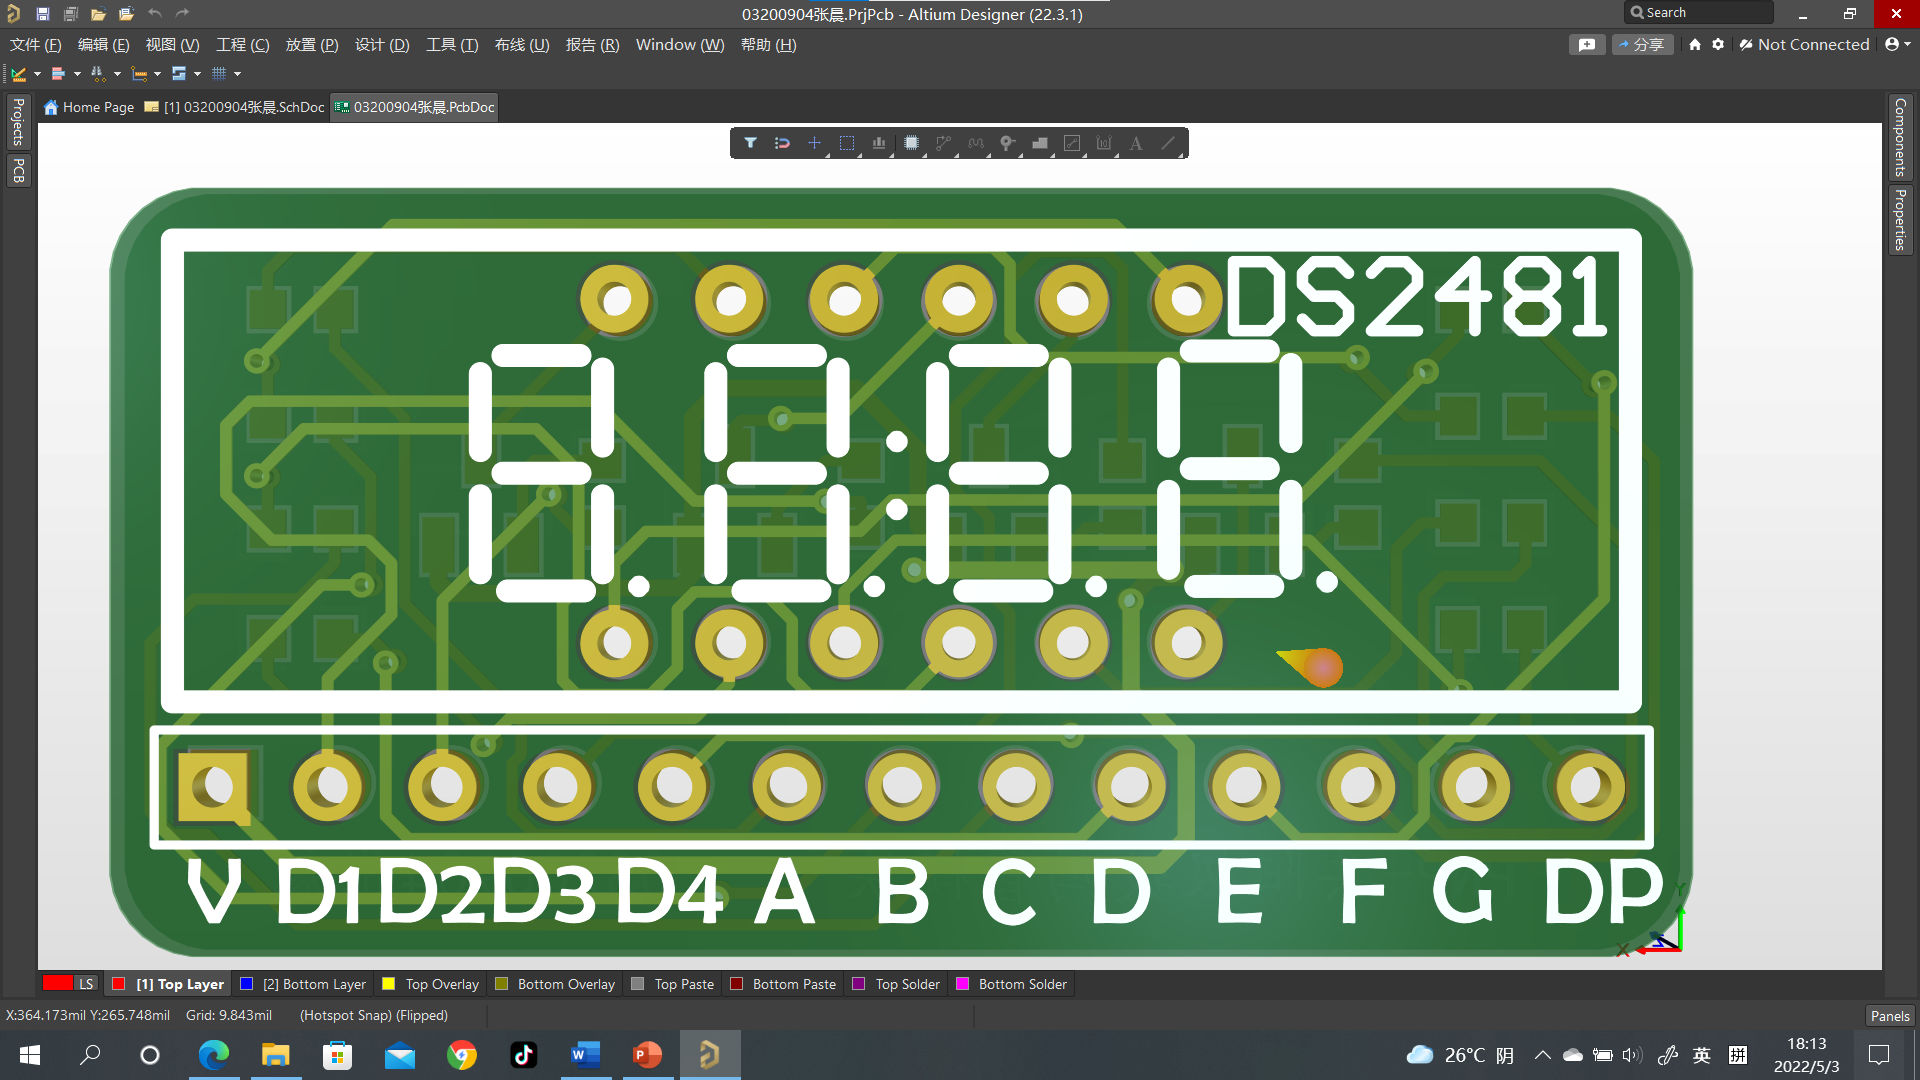 03200904张晨.PrjPcb - Altium Designer (22.3.1)
Search
文件 (F) 编辑 (E) 视图 (V) 工程 (C) 放置 (P) 设计 (D) 工具 (T) 布线 (U) 报告 (R) Window (W) 帮助 (H)
分享 Not Connected
Home Page [1] 03200904张晨.SchDoc 03200904张晨.PcbDoc
Projects
PCB
Components
Properties
DS2481
V D1 D2 D3 D4 A B C D E F G DP
X
Y
Z
LS [1] Top Layer [2] Bottom Layer Top Overlay Bottom Overlay Top Paste Bottom Paste Top Solder Bottom Solder
X:364.173mil Y:265.748mil Grid: 9.843mil (Hotspot Snap) (Flipped)
Panels
26°C 阴
英
拼
18:13
2022/5/3